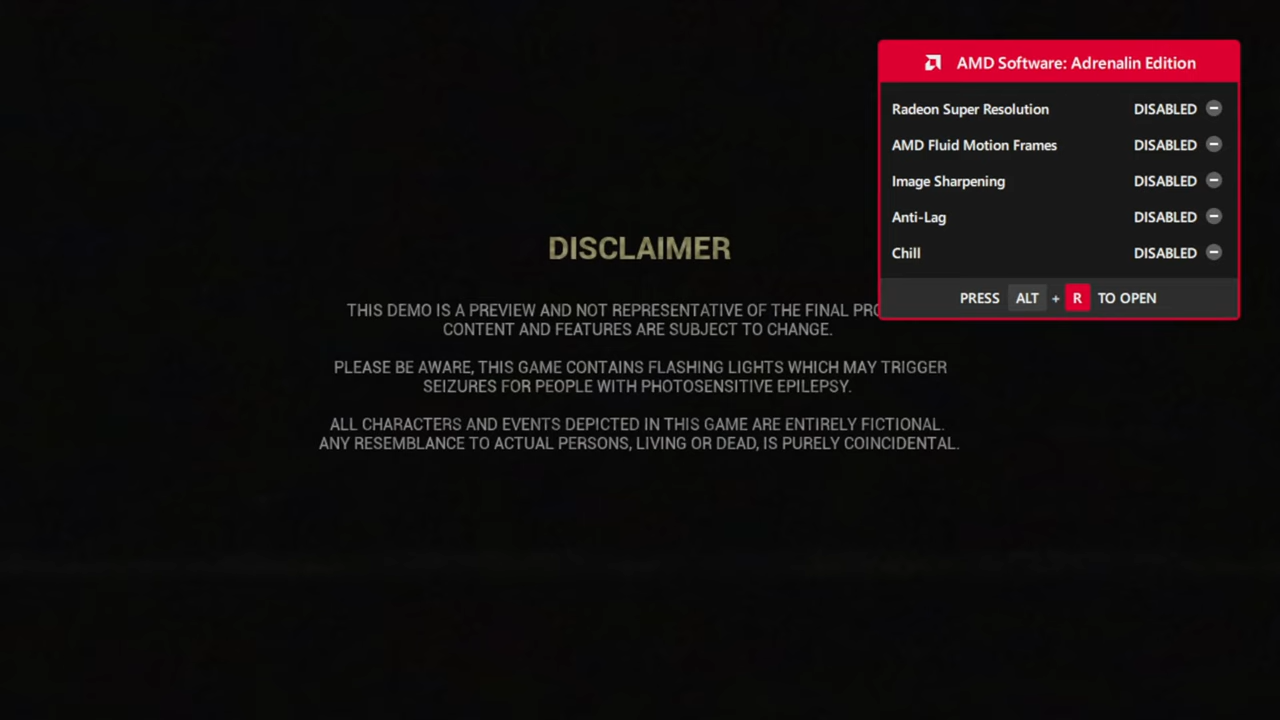 AMD Software: Adrenalin Edition
Radeon Super Resolution DISABLED
AMD Fluid Motion Frames DISABLED
Image Sharpening DISABLED
Anti-Lag DISABLED
Chill DISABLED
PRESS ALT + R TO OPEN
DISCLAIMER
THIS DEMO IS A PREVIEW AND NOT REPRESENTATIVE OF THE FINAL
CONTENT AND FEATURES ARE SUBJECT TO CHANGE.
PLEASE BE AWARE, THIS GAME CONTAINS FLASHING LIGHTS WHICH MAY TRIGGER
SEIZURES FOR PEOPLE WITH PHOTOSENSITIVE EPILEPSY.
ALL CHARACTERS AND EVENTS DEPICTED IN THIS GAME ARE ENTIRELY FICTIONAL.
ANY RESEMBLANCE TO ACTUAL PERSONS, LIVING OR DEAD, IS PURELY COINCIDENTAL.